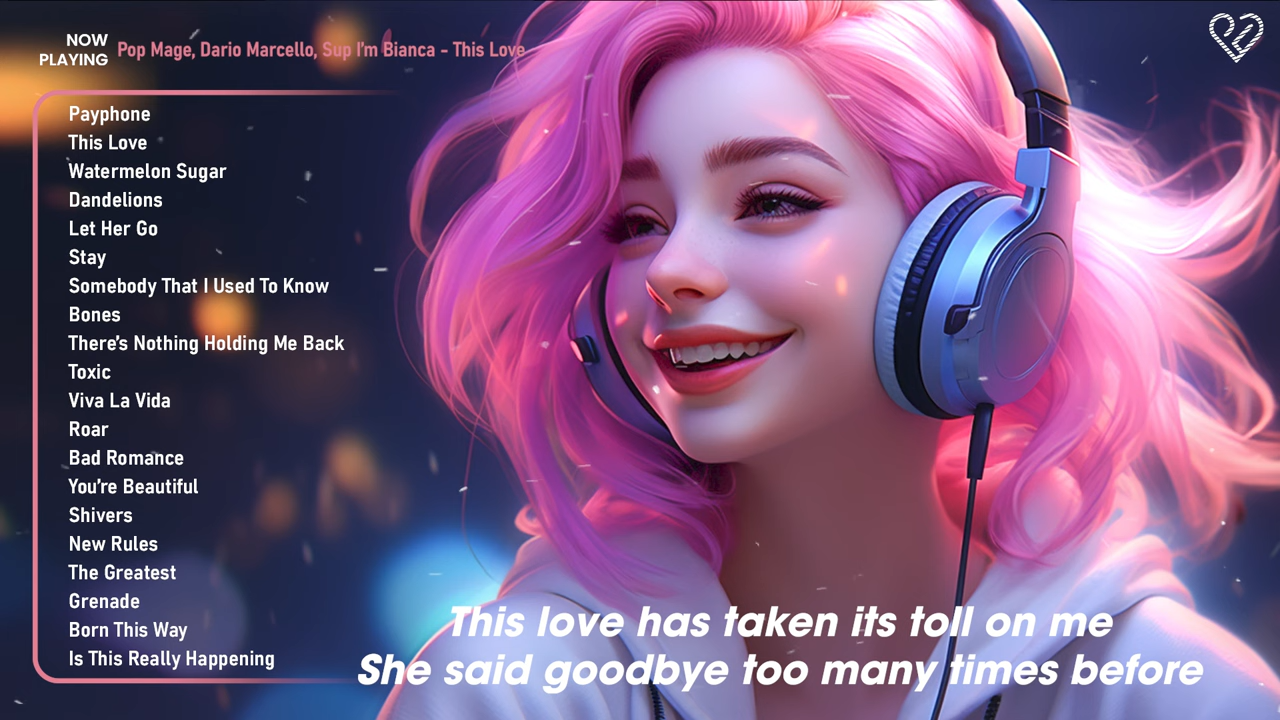 NOW
PLAYING
Pop Mage, Dario Marcello, Sup I'm Bianca - This Love
Payphone
This Love
Watermelon Sugar
Dandelions
Let Her Go
Stay
Somebody That I Used To Know
Bones
There's Nothing Holding Me Back
Toxic
Viva La Vida
Roar
Bad Romance
You're Beautiful
Shivers
New Rules
The Greatest
Grenade
Born This Way
Is This Really Happening
This love has taken its toll on me
She said goodbye too many times before